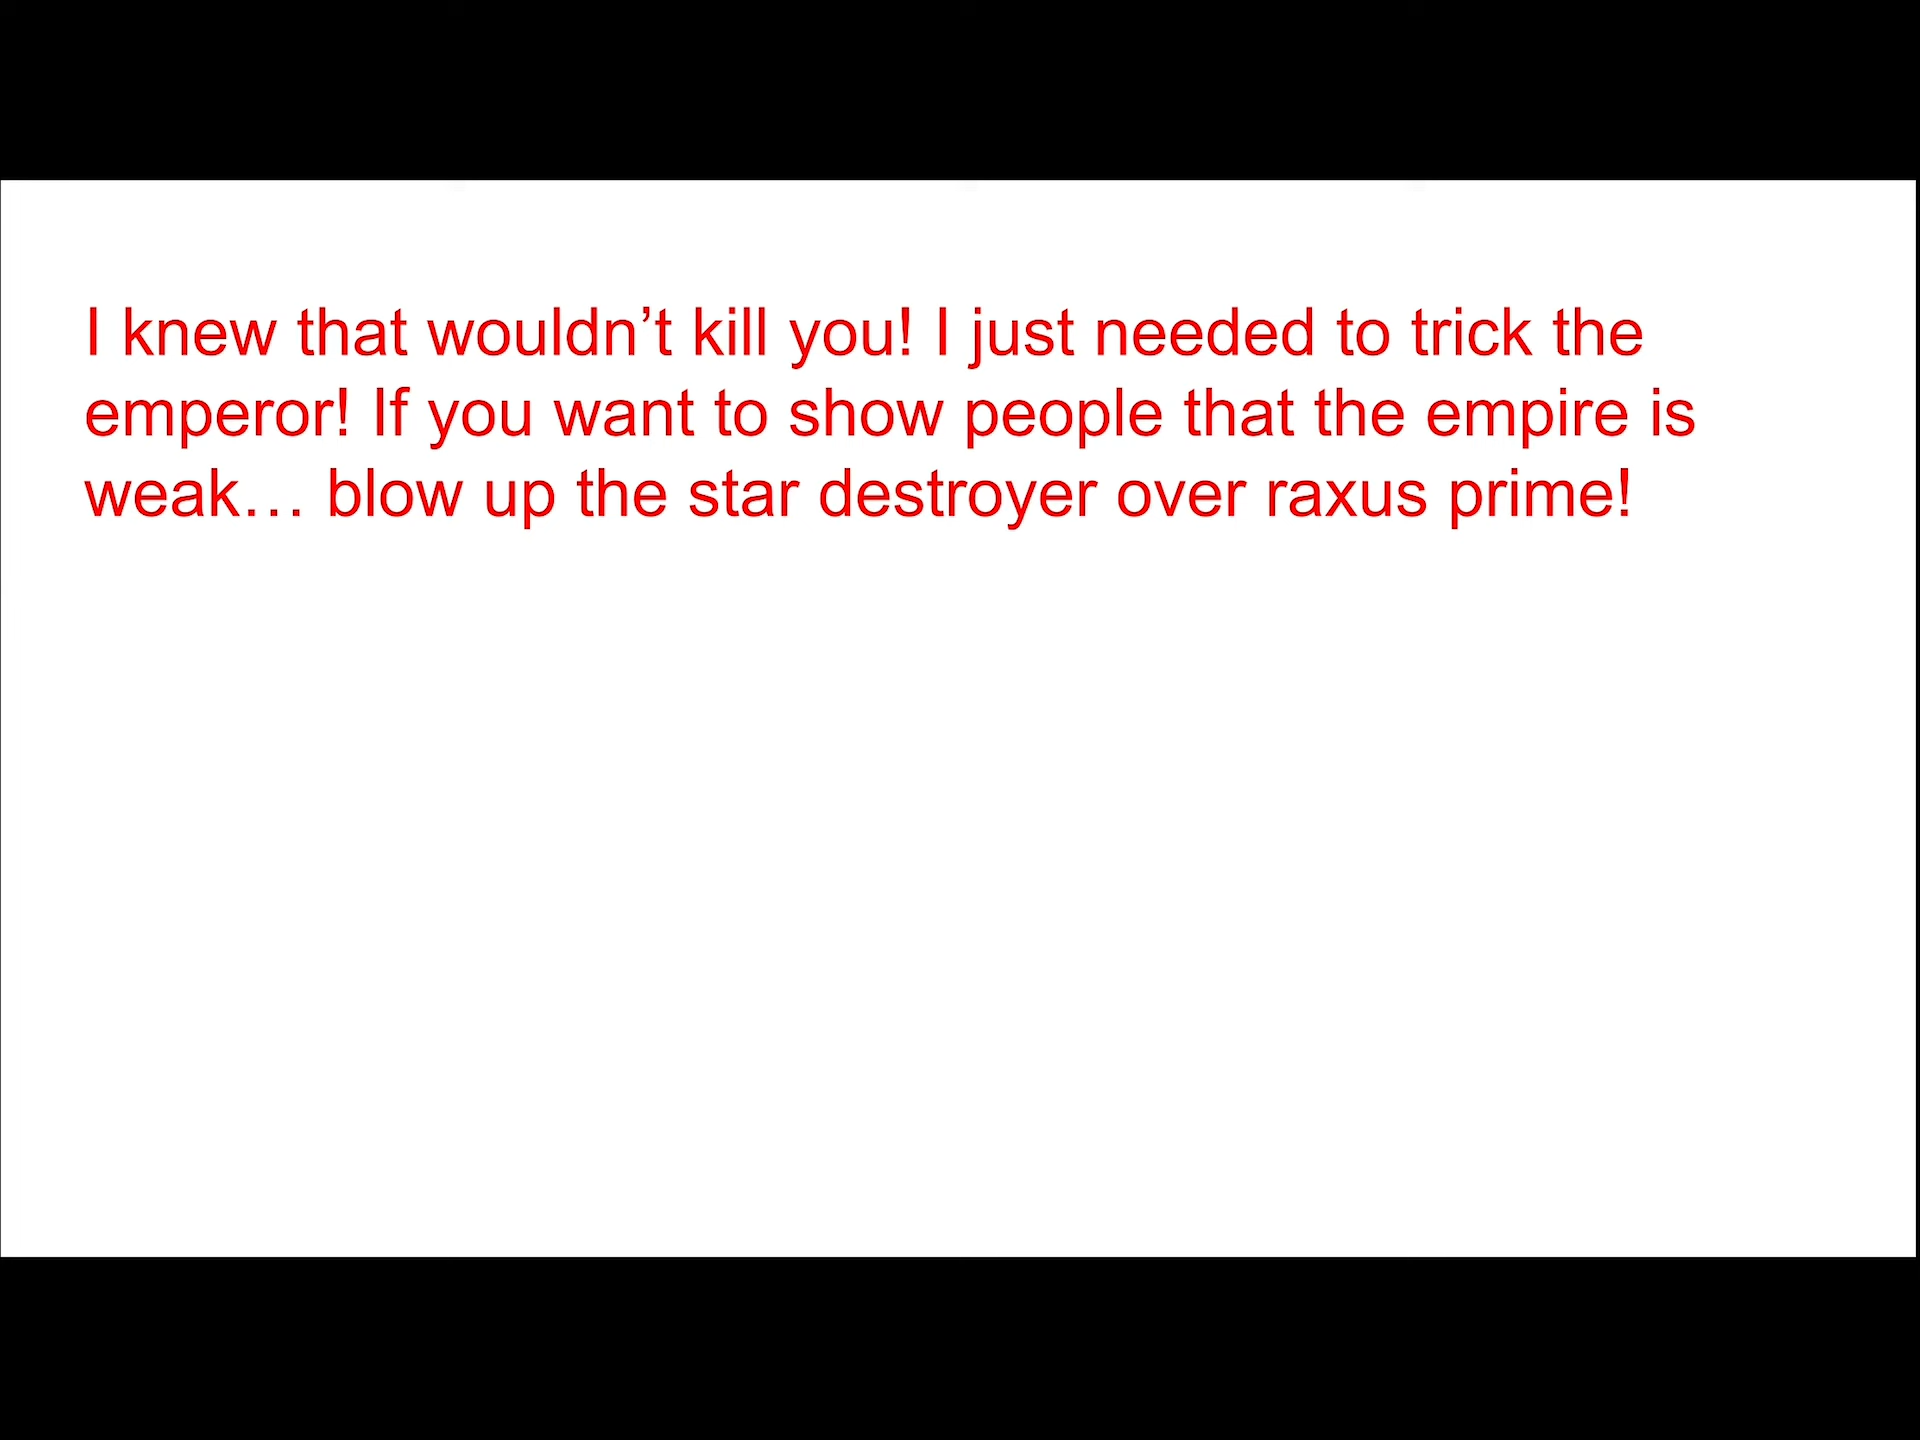 I knew that wouldn’t kill you! I just needed to trick the
emperor! If you want to show people that the empire is
weak… blow up the star destroyer over raxus prime!